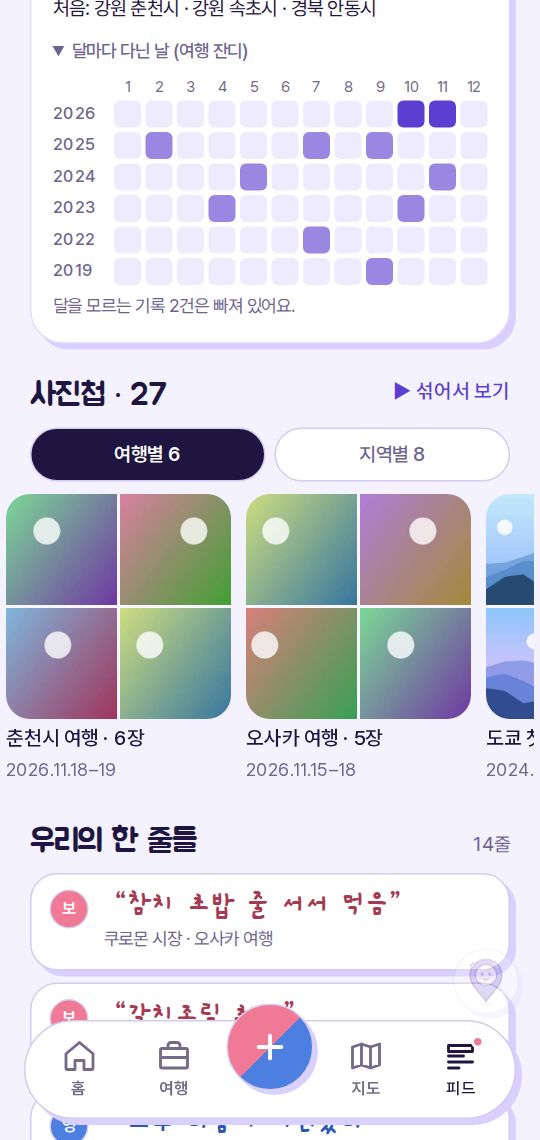 처음: 강원 춘천시 · 강원 속초시 · 경북 안동시
▼ 달마다 다닌 날 (여행 잔디)
1 2 3 4 5 6 7 8 9 10 11 12
2026
2025
2024
2023
2022
2019
달을 모르는 기록 2건은 빠져 있어요.
사진첩 · 27
▶ 섞어서 보기
여행별 6
지역별 8
춘천시 여행 · 6장
2026.11.18–19
오사카 여행 · 5장
2026.11.15–18
도쿄
2024.
우리의 한 줄들
14줄
보
“참치 초밥 줄 서서 먹음”
쿠로몬 시장 · 오사카 여행
보
“갈치조림
홈
여행
+
지도
피드